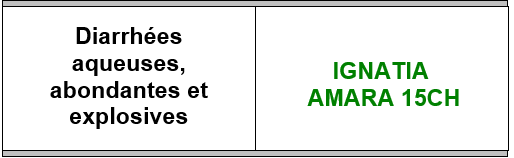 Diarrhées
aqueuses,
abondantes et
explosives
IGNATIA
AMARA 15CH